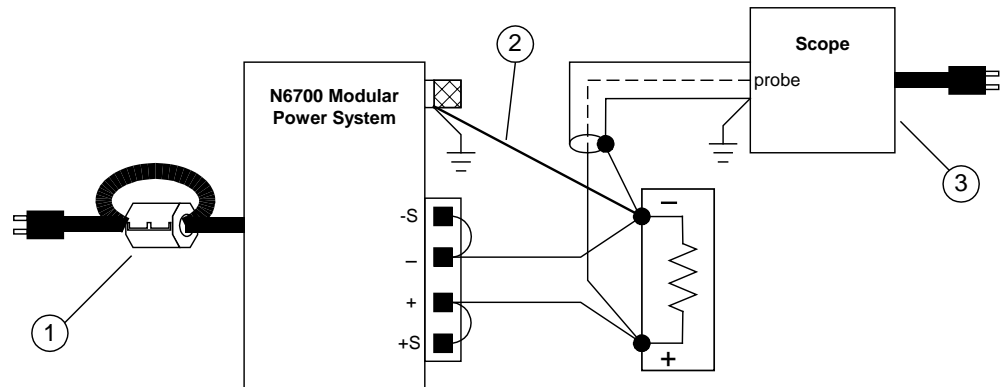 2
Scope
probe
N6700 Modular
Power System
3
-S
–
+
+S
–
+
1